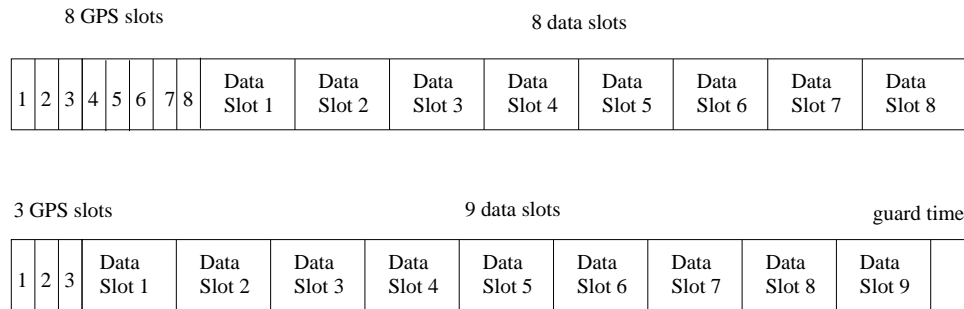 8 GPS slots 8 data slots
1 2 3 4 5 6 7 8 Data Slot 1 Data Slot 2 Data Slot 3 Data Slot 4 Data Slot 5 Data Slot 6 Data Slot 7 Data Slot 8
3 GPS slots 9 data slots guard time
1 2 3 Data Slot 1 Data Slot 2 Data Slot 3 Data Slot 4 Data Slot 5 Data Slot 6 Data Slot 7 Data Slot 8 Data Slot 9